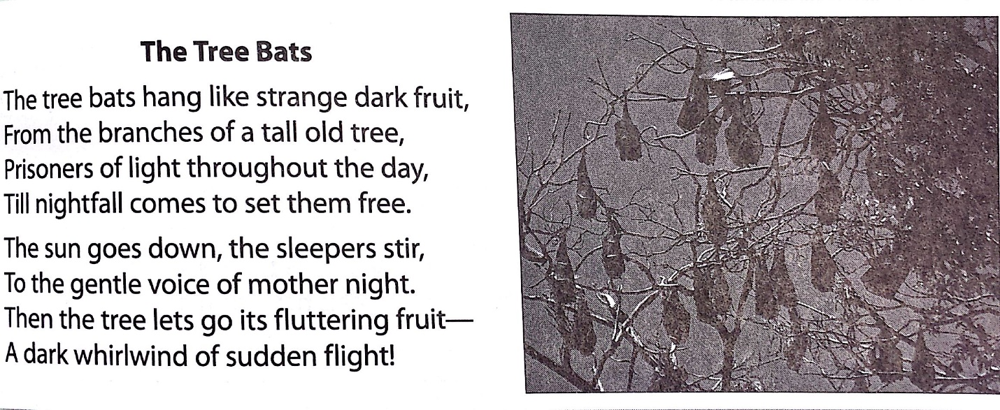 The Tree Bats
The tree bats hang like strange dark fruit,
From the branches of a tall old tree,
Prisoners of light throughout the day,
Till nightfall comes to set them free.
The sun goes down, the sleepers stir,
To the gentle voice of mother night.
Then the tree lets go its fluttering fruit—
A dark whirlwind of sudden flight!